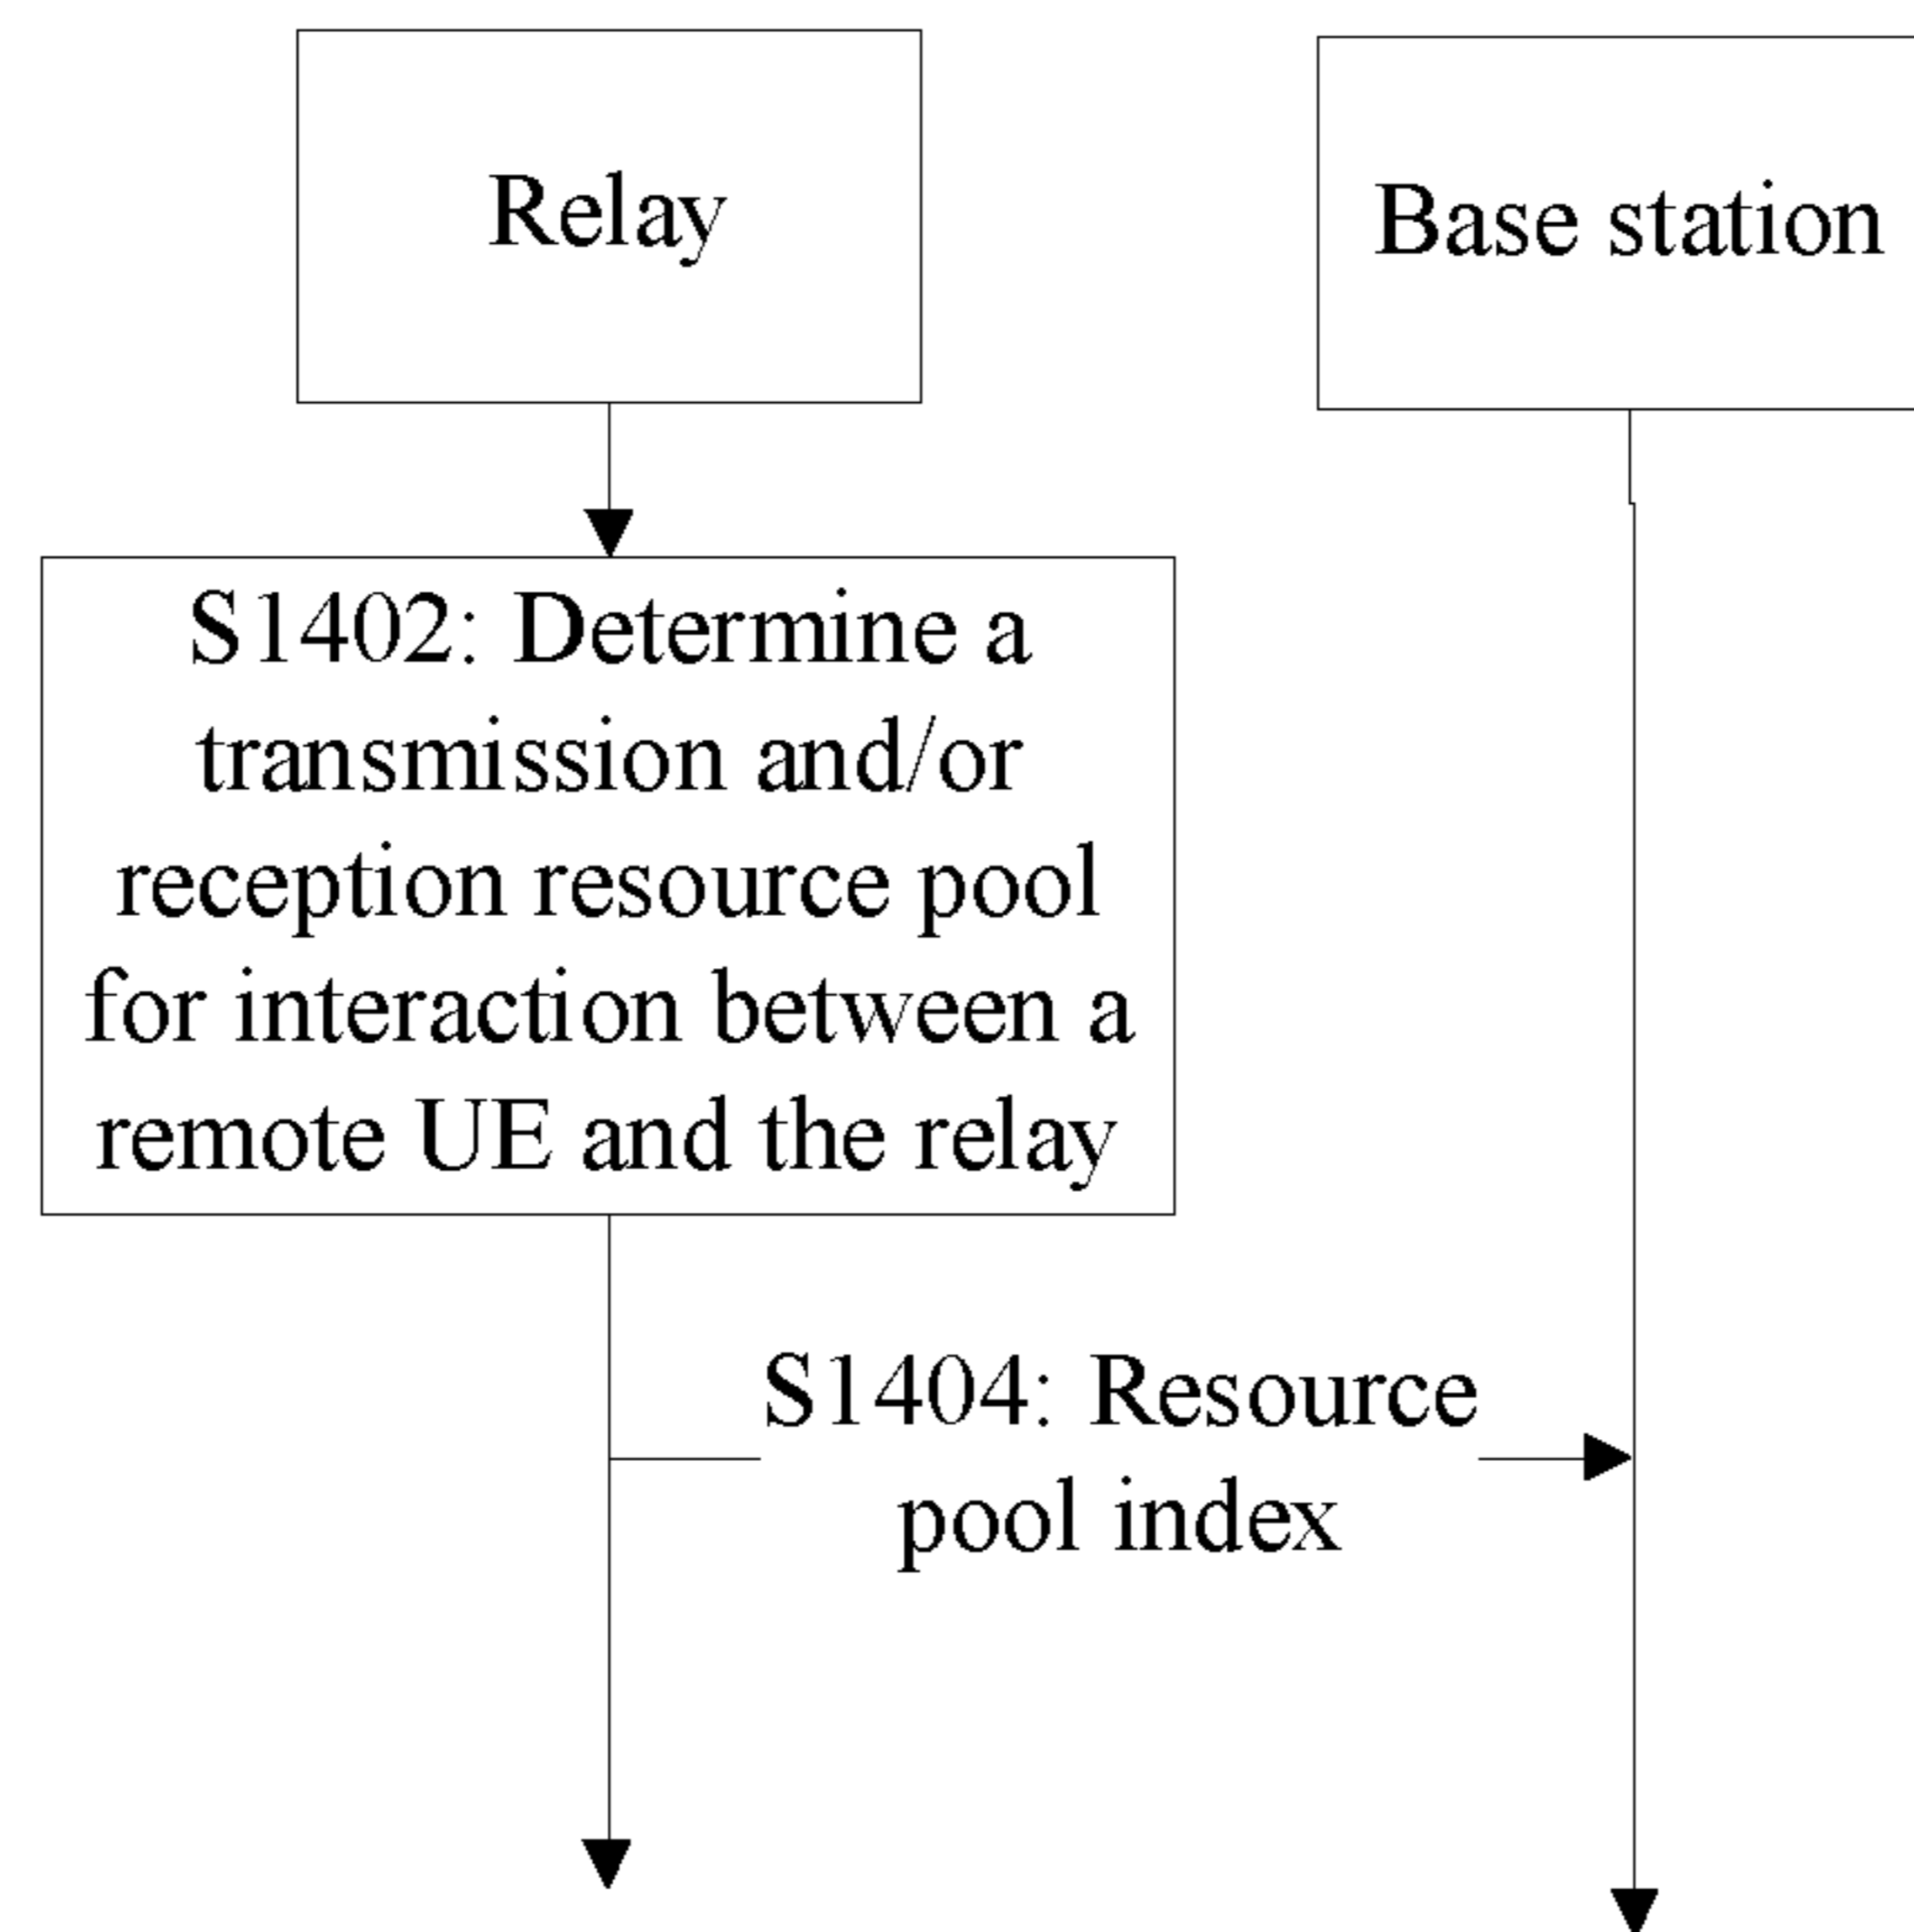 Relay
Base station
S1402: Determine a
transmission and/or
reception resource pool
for interaction between a
remote UE and the relay
S1404: Resource
pool index